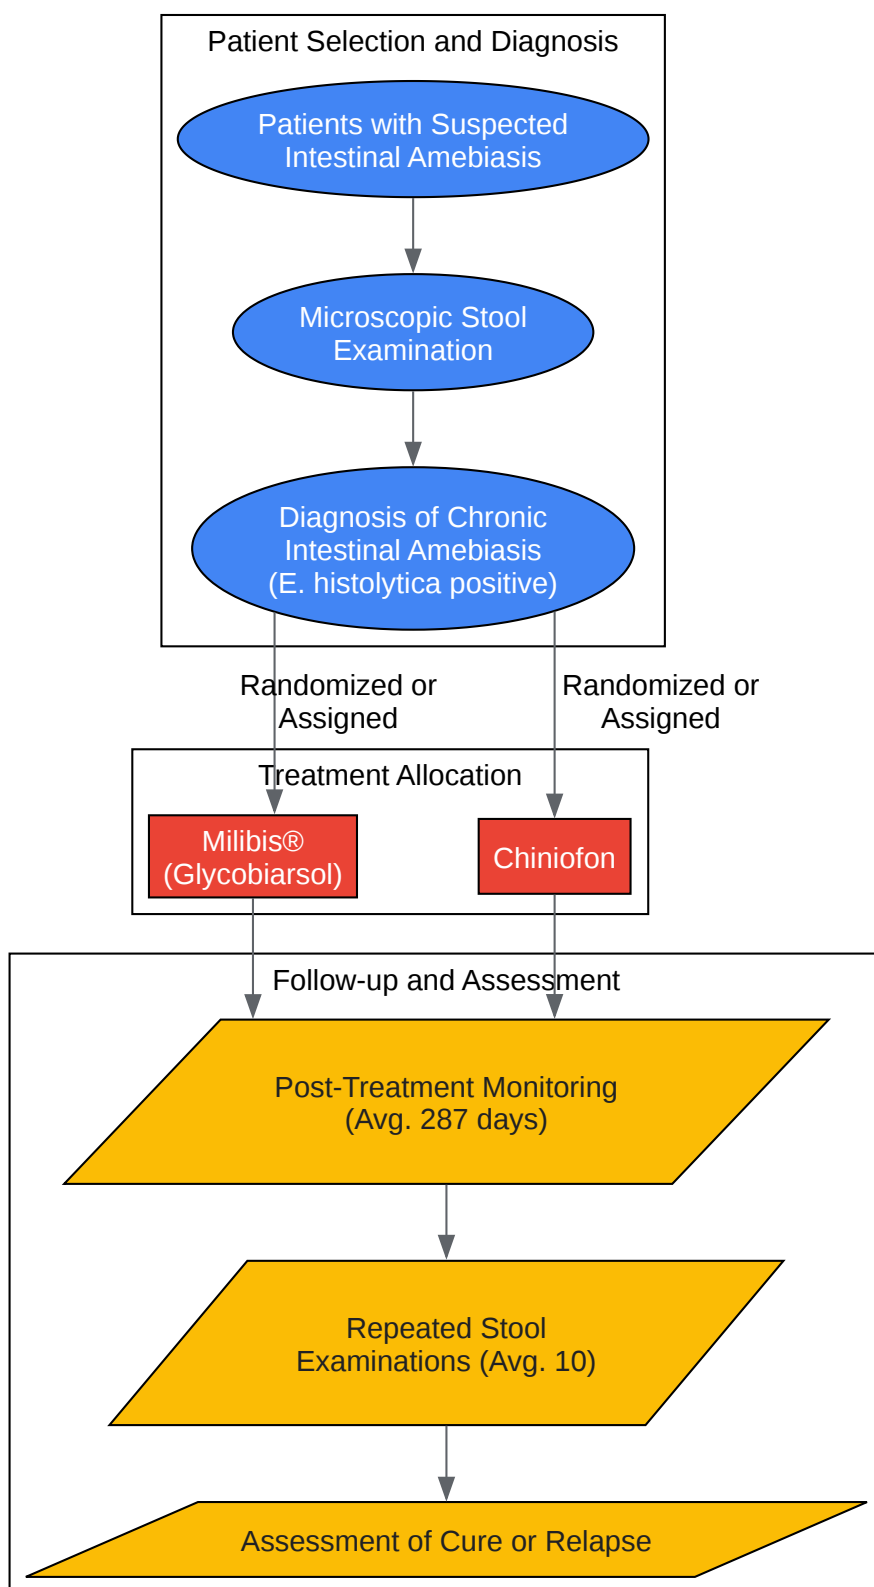 Patient Selection and Diagnosis
Patients with Suspected
Intestinal Amebiasis
Microscopic Stool
Examination
Diagnosis of Chronic
Intestinal Amebiasis
(E. histolytica positive)
Randomized or
Assigned
Randomized or
Assigned
Treatment Allocation
Milibis®
(Glycobiarsol)
Chiniofon
Follow-up and Assessment
Post-Treatment Monitoring
(Avg. 287 days)
Repeated Stool
Examinations (Avg. 10)
Assessment of Cure or Relapse